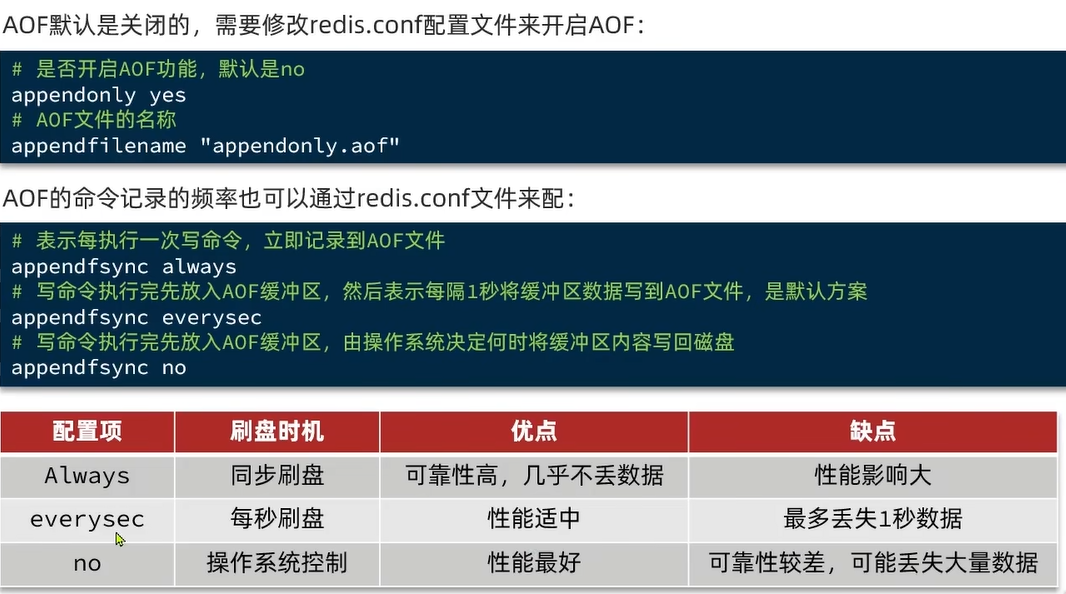 AOF默认是关闭的，需要修改redis.conf配置文件来开启AOF：
# 是否开启AOF功能，默认是no
appendonly yes
# AOF文件的名称
appendfilename "appendonly.aof"
AOF的命令记录的频率也可以通过redis.conf文件来配：
# 表示每执行一次写命令，立即记录到AOF文件
appendfsync always
# 写命令执行完先放入AOF缓冲区，然后表示每隔1秒将缓冲区数据写到AOF文件，是默认方案
appendfsync everysec
# 写命令执行完先放入AOF缓冲区，由操作系统决定何时将缓冲区内容写回磁盘
appendfsync no
配置项 刷盘时机 优点 缺点
Always 同步刷盘 可靠性高，几乎不丢数据 性能影响大
everysec 每秒刷盘 性能适中 最多丢失1秒数据
no 操作系统控制 性能最好 可靠性较差，可能丢失大量数据